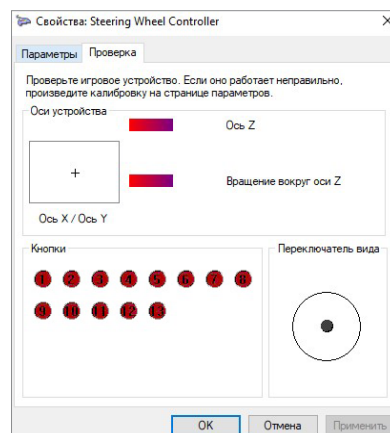 Свойства: Steering Wheel Controller
Параметры Проверка
Проверьте игровое устройство. Если оно работает неправильно,
произведите калибровку на странице параметров.
Оси устройства
Ось Z
Вращение вокруг оси Z
Ось X / Ось Y
Кнопки
Переключатель вида
1 2 3 4 5 6 7 8
9 10 11 12 13
OK Отмена Применить